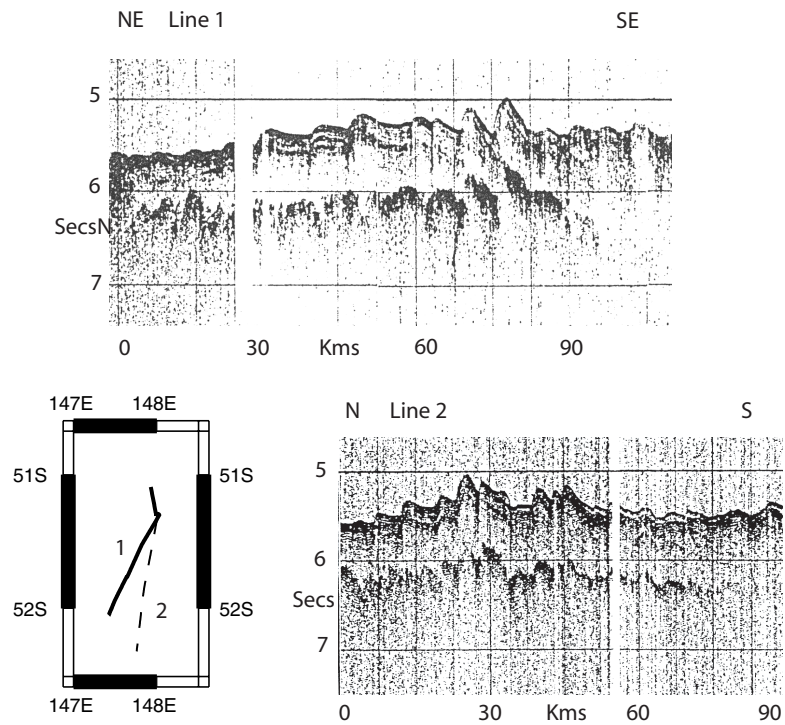 NE Line 1 SE
5
6
SecsN
7
0 30 Kms 60 90
147E 148E
51S 51S
1
2
52S 52S
147E 148E
N Line 2 S
5
6
Secs
7
0 30 Kms 60 90